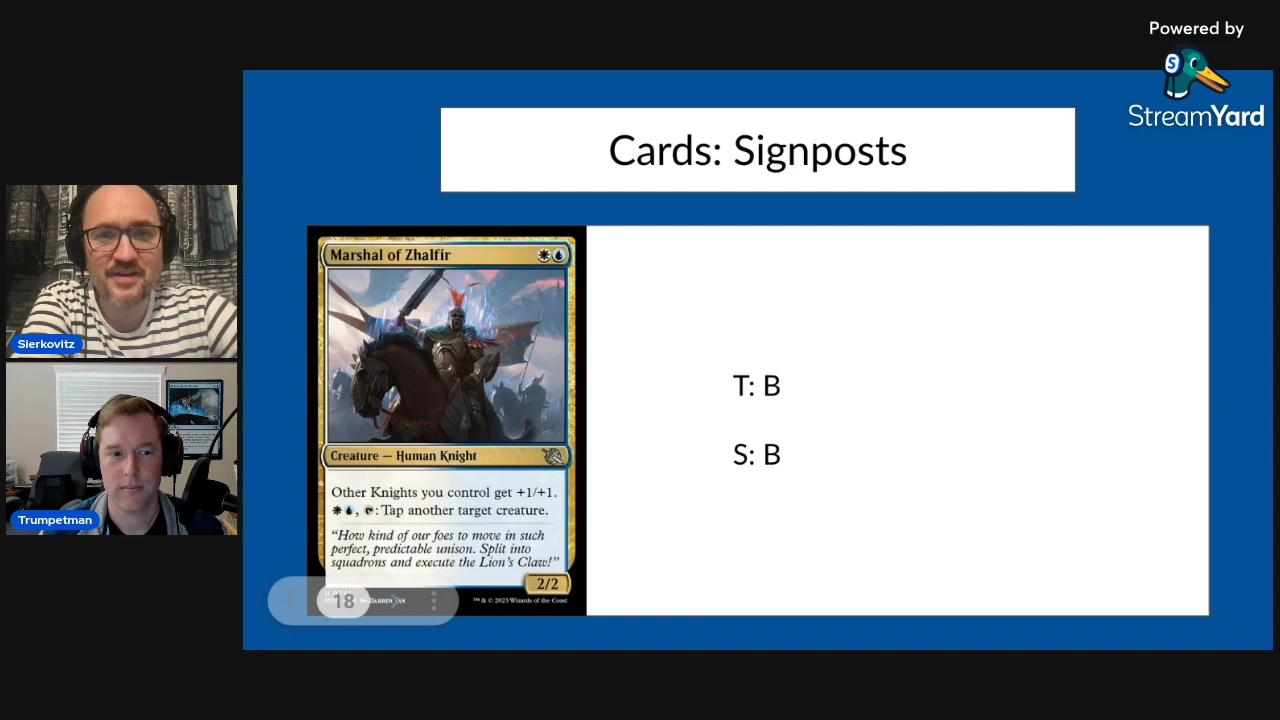 Powered by
StreamYard
Cards: Signposts
Marshal of Zhalfir
Creature — Human Knight
Other Knights you control get +1/+1.
: Tap another target creature.
“How kind of our foes to move in such
perfect, predictable unison. Split into
squadrons and execute the Lion’s Claw!”
2/2
™ & © 2023 Wizards of the Coast
T: B
S: B
Sierkovitz
Trumpetman
18